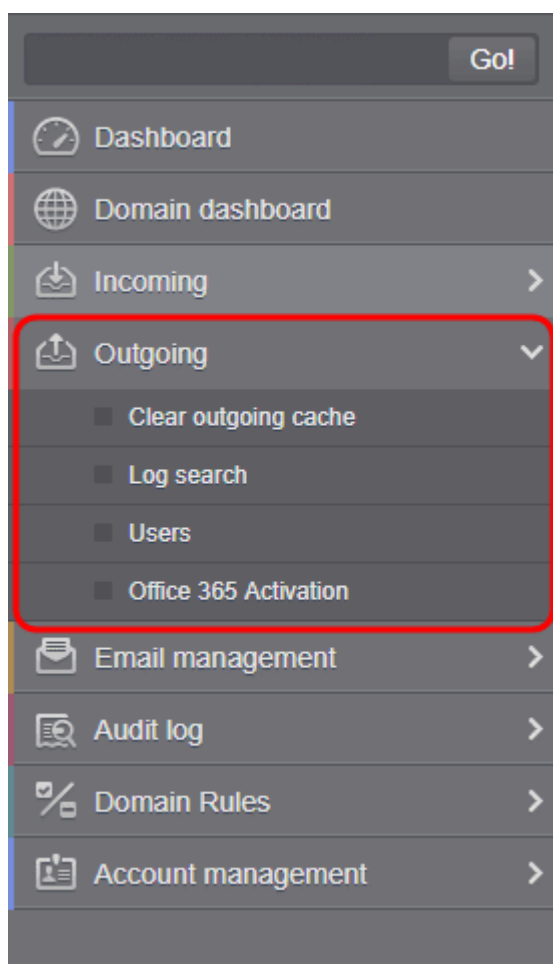 Go!
Dashboard
Domain dashboard
Incoming
Outgoing
Clear outgoing cache
Log search
Users
Office 365 Activation
Email management
Audit log
Domain Rules
Account management